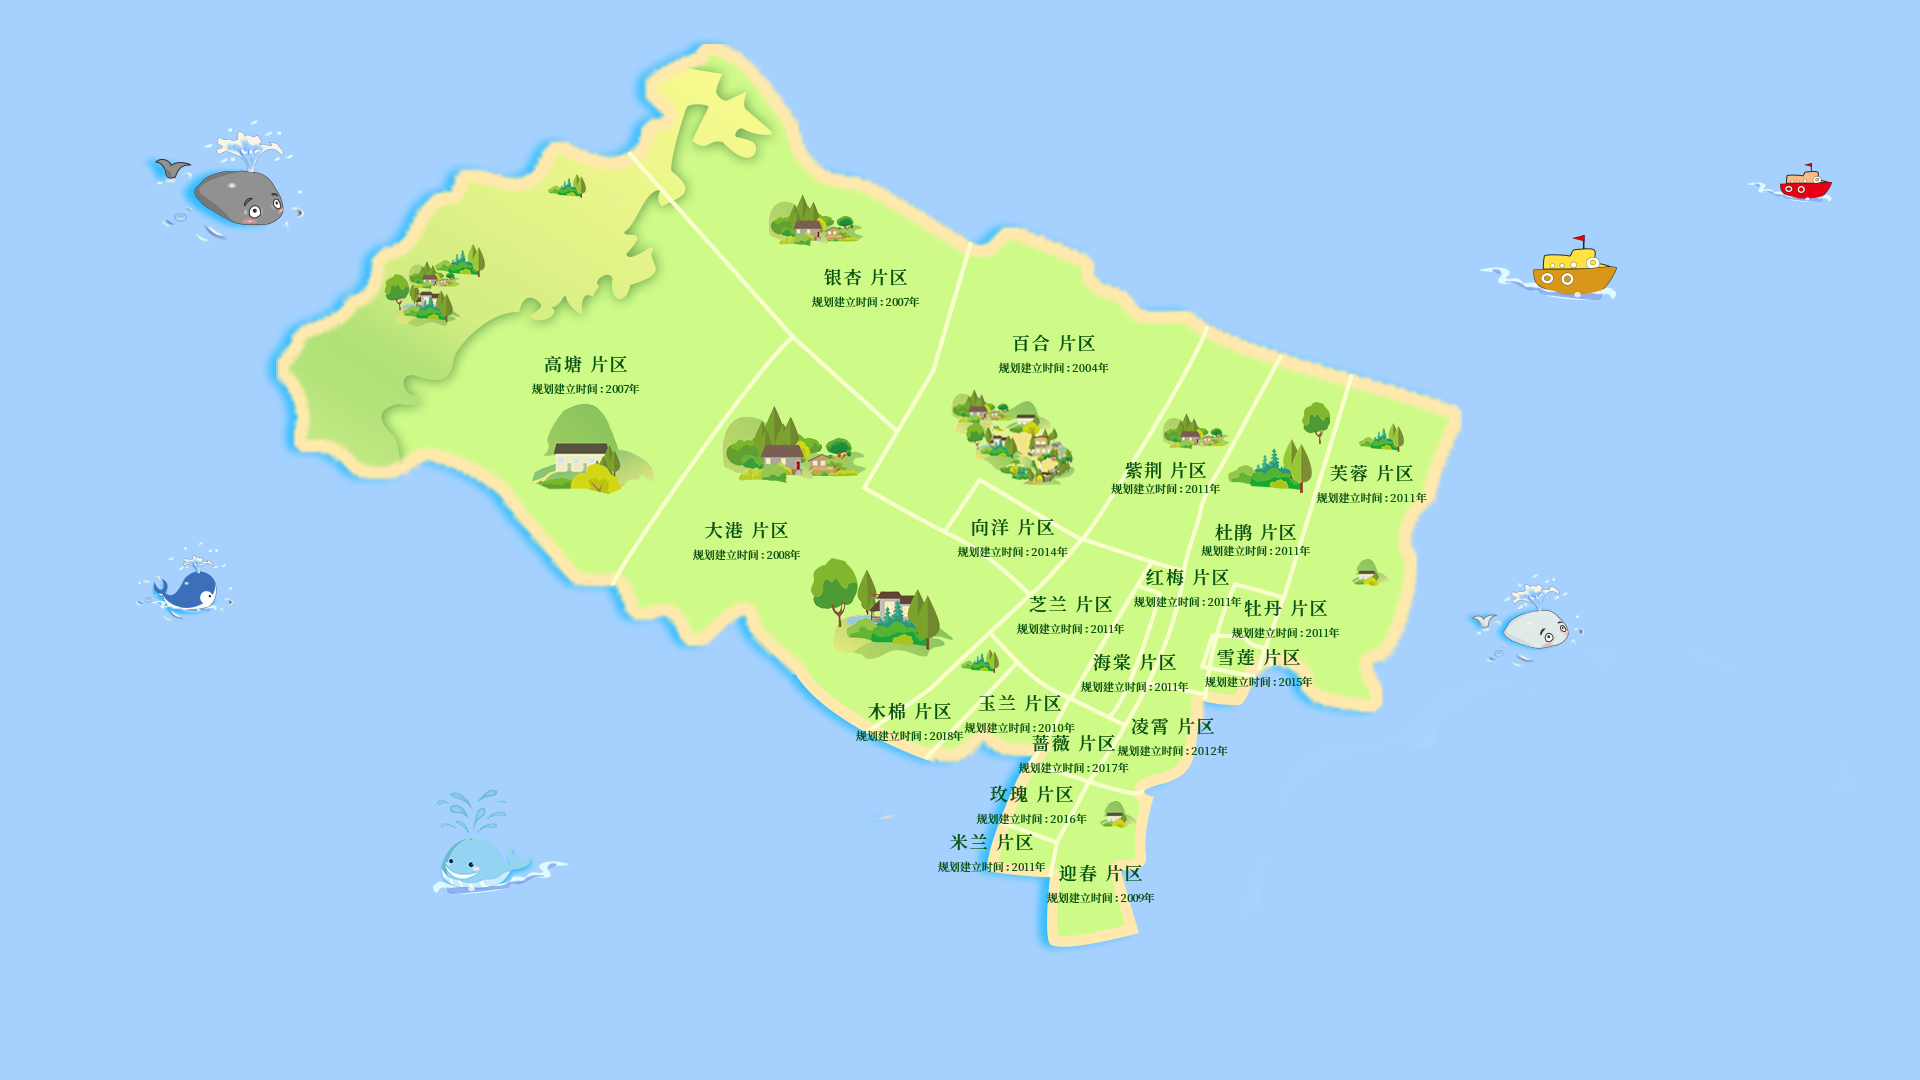 银杏 片区
规划建立时间：2007年
百合 片区
规划建立时间：2004年
高塘 片区
规划建立时间：2007年
紫荆 片区
规划建立时间：2011年
芙蓉 片区
规划建立时间：2011年
大港 片区
规划建立时间：2008年
向洋 片区
规划建立时间：2014年
杜鹃 片区
规划建立时间：2011年
红梅 片区
规划建立时间：2011年
芝兰 片区
规划建立时间：2011年
牡丹 片区
规划建立时间：2011年
海棠 片区
规划建立时间：2011年
雪莲 片区
规划建立时间：2015年
木棉 片区
规划建立时间：2018年
玉兰 片区
规划建立时间：2010年
凌霄 片区
规划建立时间：2012年
蔷薇 片区
规划建立时间：2017年
玫瑰 片区
规划建立时间：2016年
米兰 片区
规划建立时间：2011年
迎春 片区
规划建立时间：2009年